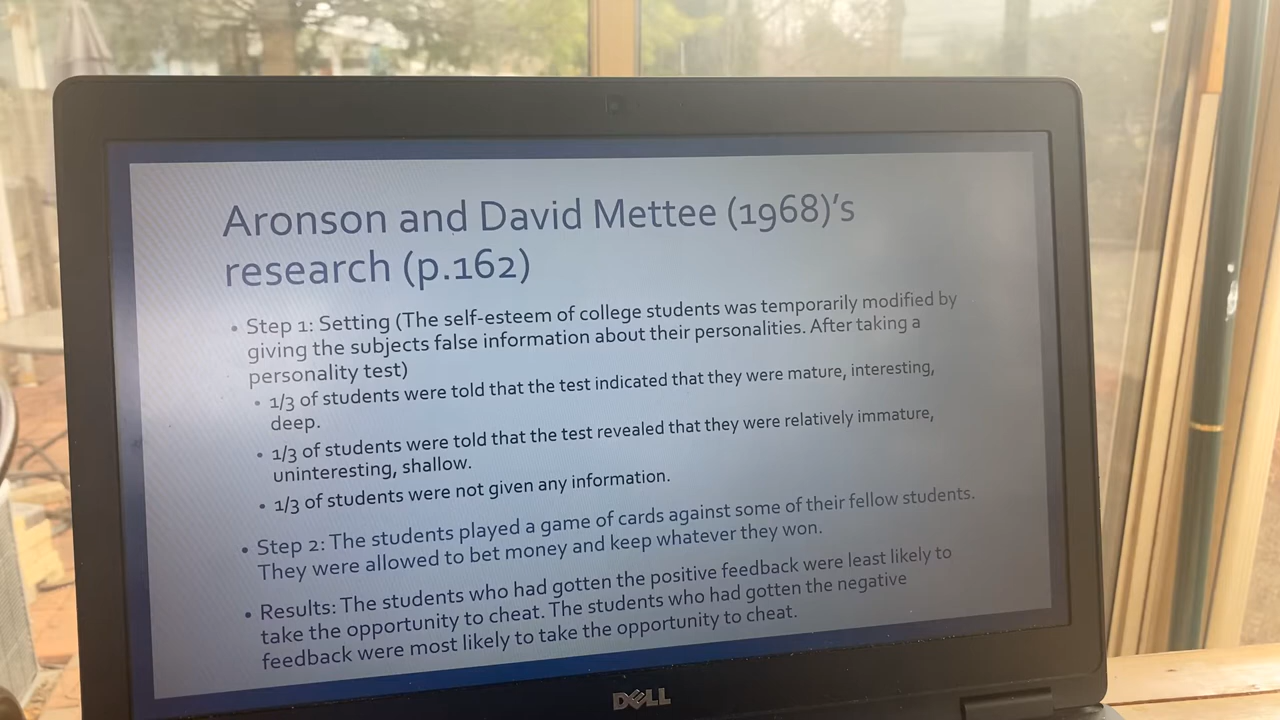 Aronson and David Mettee (1968)'s
research (p.162)
• Step 1: Setting (The self-esteem of college students was temporarily modified by
giving the subjects false information about their personalities. After taking a
personality test)
• 1/3 of students were told that the test indicated that they were mature, interesting,
deep.
• 1/3 of students were told that the test revealed that they were relatively immature,
uninteresting, shallow.
• 1/3 of students were not given any information.
• Step 2: The students played a game of cards against some of their fellow students.
They were allowed to bet money and keep whatever they won.
• Results: The students who had gotten the positive feedback were least likely to
take the opportunity to cheat. The students who had gotten the negative
feedback were most likely to take the opportunity to cheat.
DELL